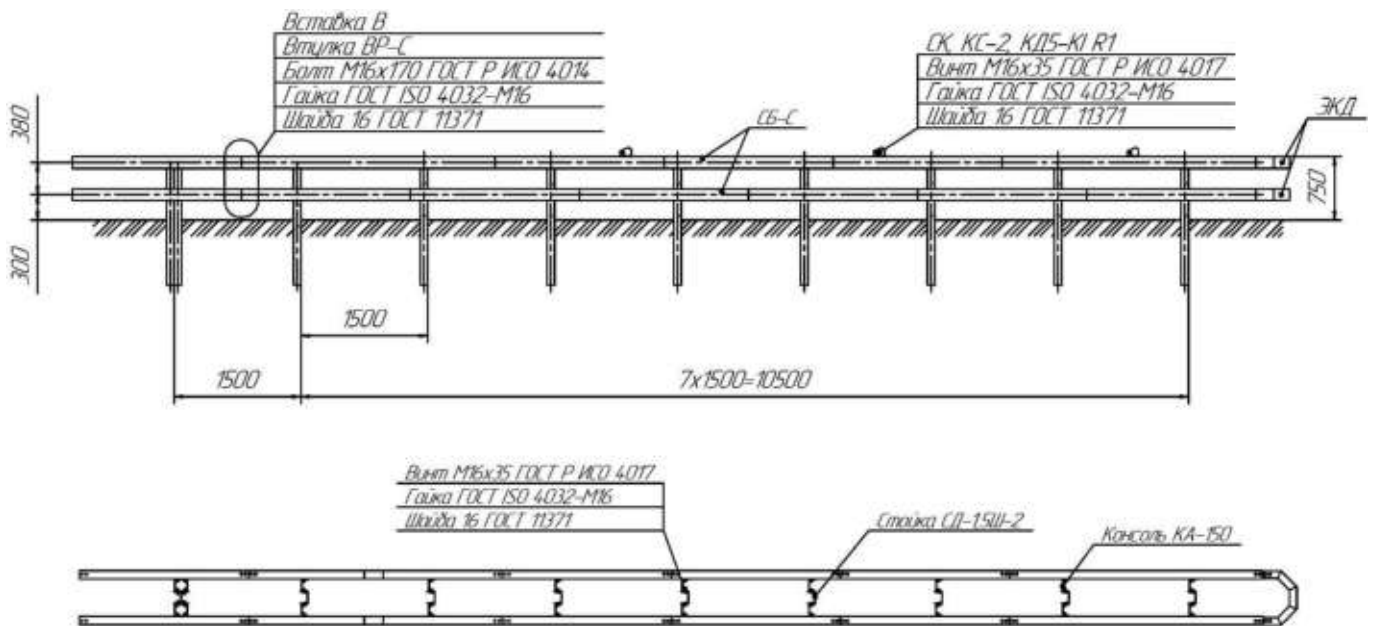 Вставка В
Втулка ВР-С
Болт М16х170 ГОСТ Р ИСО 4014
Гайка ГОСТ ISO 4032-М16
Шайба 16 ГОСТ 11371
СК, КС-2, КД5-КI R1
Винт М16х35 ГОСТ Р ИСО 4017
Гайка ГОСТ ISO 4032-М16
Шайба 16 ГОСТ 11371
СБ-С
ЭКД
380
300
750
1500
1500
7х1500=10500
Винт М16х35 ГОСТ Р ИСО 4017
Гайка ГОСТ ISO 4032-М16
Шайба 16 ГОСТ 11371
Стойка СД-1.5Ш-2
Консоль КА-150